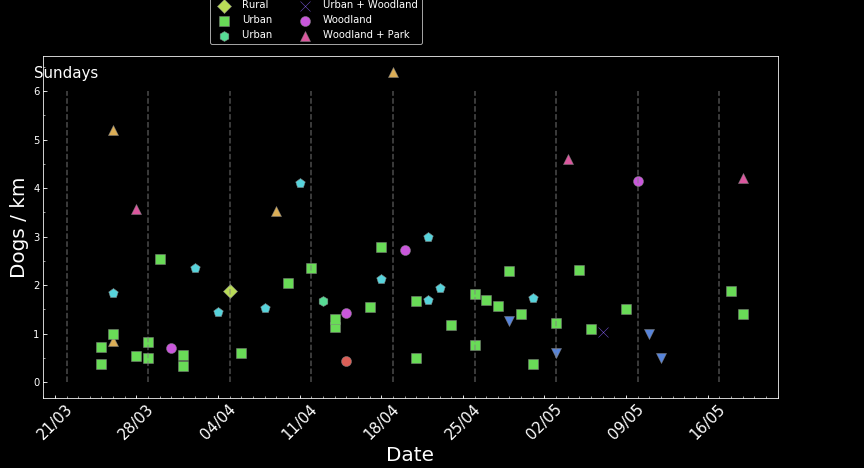 Rural
Urban
Urban
Urban + Woodland
Woodland
Woodland + Park
Sundays
6
5
4
3
2
1
0
Dogs / km
21/03
28/03
04/04
11/04
18/04
25/04
02/05
09/05
16/05
Date